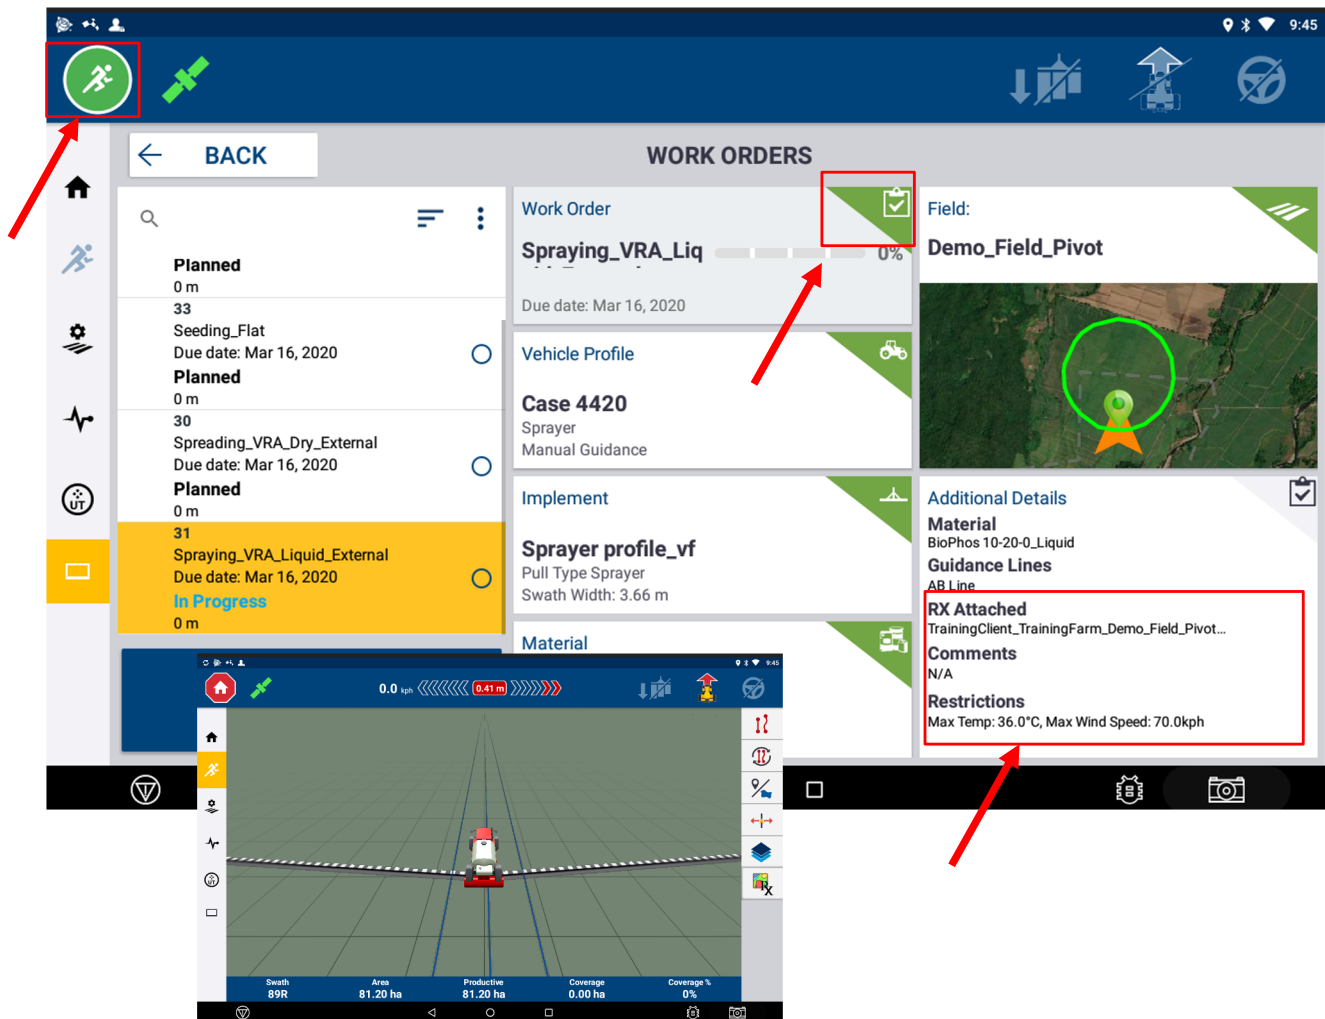 9:45
BACK
WORK ORDERS
Planned
0 m
33
Seeding_Flat
Due date: Mar 16, 2020
Planned
0 m
30
Spreading_VRA_Dry_External
Due date: Mar 16, 2020
Planned
0 m
31
Spraying_VRA_Liquid_External
Due date: Mar 16, 2020
In Progress
0 m
UT
Work Order
Spraying_VRA_Liq
0%
Due date: Mar 16, 2020
Vehicle Profile
Case 4420
Sprayer
Manual Guidance
Implement
Sprayer profile_vf
Pull Type Sprayer
Swath Width: 3.66 m
Material
Field:
Demo_Field_Pivot
Additional Details
Material
BioPhos 10-20-0_Liquid
Guidance Lines
AB Line
RX Attached
TrainingClient_TrainingFarm_Demo_Field_Pivot...
Comments
N/A
Restrictions
Max Temp: 36.0°C, Max Wind Speed: 70.0kph
9:45
0.0 kph
0.41 m
UT
Rx
Swath
89R
Area
81.20 ha
Productive
81.20 ha
Coverage
0.00 ha
Coverage %
0%